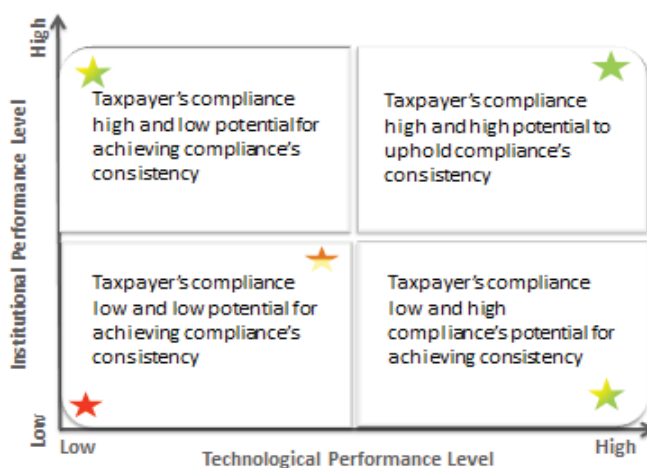 High
Institutional Performance Level
Low
Taxpayer's compliance
high and low potential for
achieving compliance's
consistency
Taxpayer's compliance
high and high potential to
uphold compliance's
consistency
Taxpayer's compliance
low and low potential for
achieving compliance's
consistency
Taxpayer's compliance
low and high
compliance's potential for
achieving consistency
Low
Technological Performance Level
High